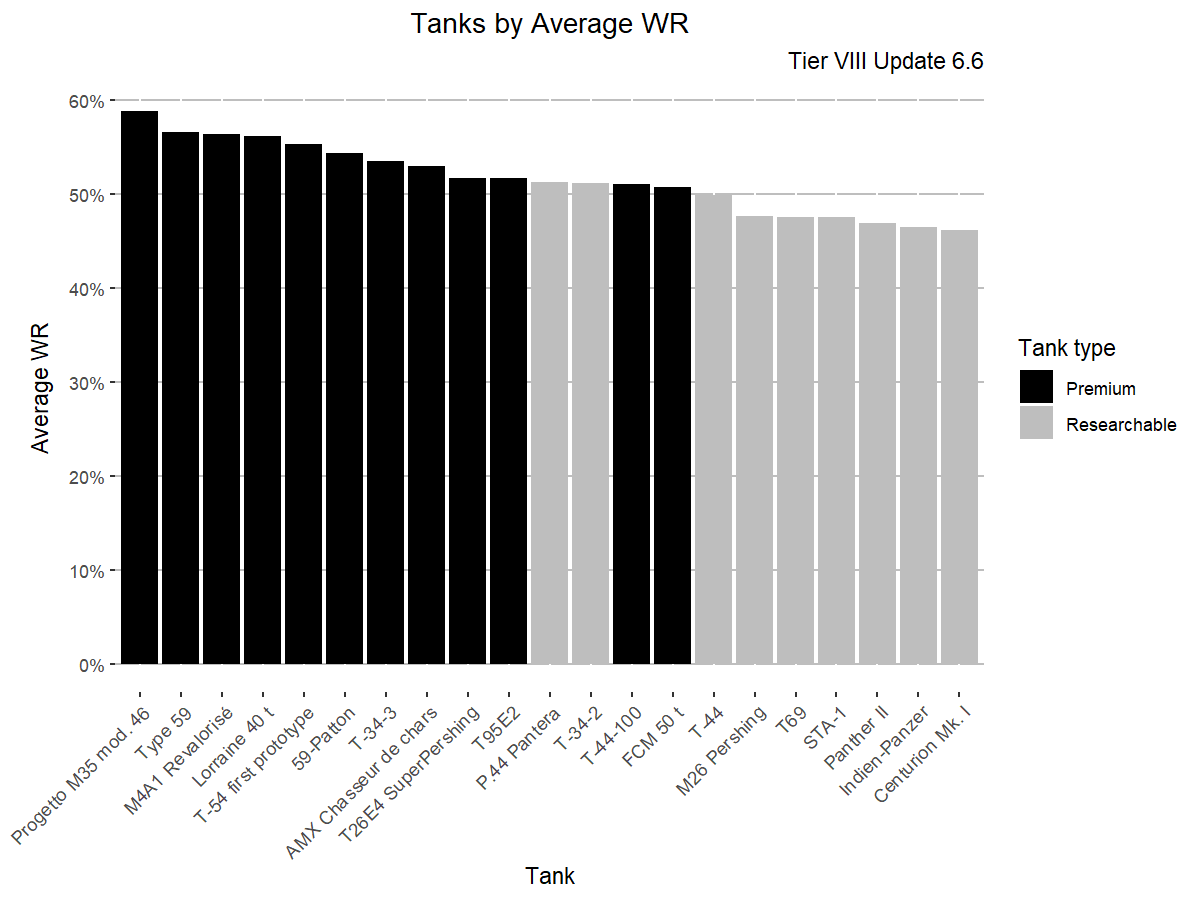 Tanks by Average WR
Tier VIII Update 6.6
60%
50%
40%
30%
20%
10%
0%
Average WR
Progetto M35 mod. 46
Type 59
M4A1 Revalorisé
Lorraine 40 t
T-54 first prototype
59-Patton
T-34-3
AMX Chasseur de chars
T26E4 SuperPershing
T95E2
P.44 Pantera
T-34-2
T-44-100
FCM 50 t
T-44
M26 Pershing
T69
STA-1
Panther II
Indien-Panzer
Centurion Mk. I
Tank
Tank type
Premium
Researchable